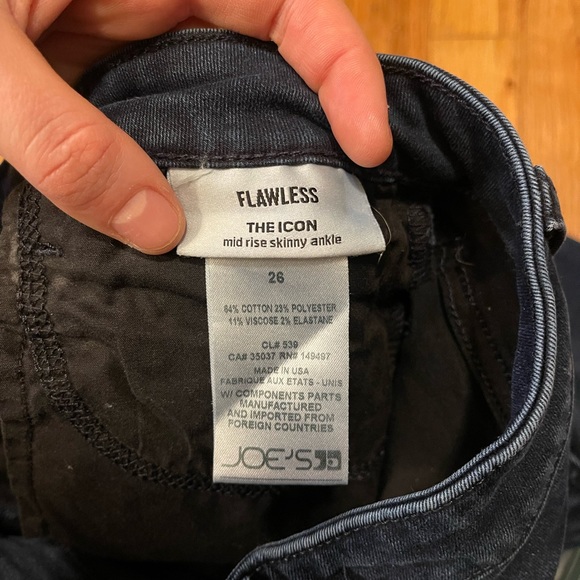 FLAWLESS
THE ICON
mid rise skinny ankle
26
64% COTTON 23% POLYESTER
11% VISCOSE 2% ELASTANE
CL# 539
CA# 35037 RN# 149497
MADE IN USA
FABRIQUE AUX ETATS - UNIS
W/ COMPONENTS PARTS
MANUFACTURED
AND IMPORTED FROM
FOREIGN COUNTRIES
JOE'S